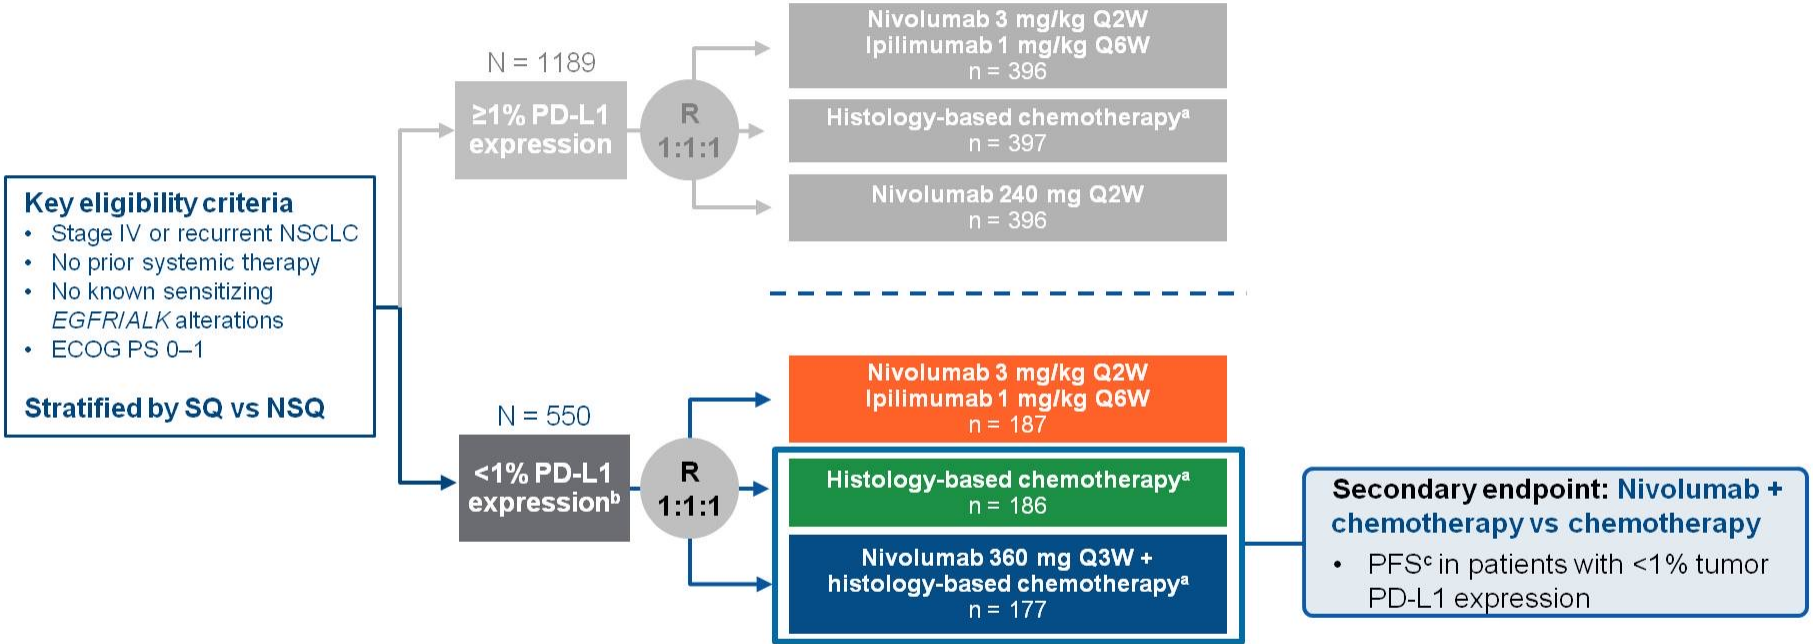 Key eligibility criteria
• Stage IV or recurrent NSCLC
• No prior systemic therapy
• No known sensitizing
EGFR/ALK alterations
• ECOG PS 0–1
Stratified by SQ vs NSQ
N = 1189
≥1% PD-L1
expression
R
1:1:1
Nivolumab 3 mg/kg Q2W
Ipilimumab 1 mg/kg Q6W
n = 396
Histology-based chemotherapyᵃ
n = 397
Nivolumab 240 mg Q2W
n = 396
N = 550
<1% PD-L1
expressionᵇ
R
1:1:1
Nivolumab 3 mg/kg Q2W
Ipilimumab 1 mg/kg Q6W
n = 187
Histology-based chemotherapyᵃ
n = 186
Nivolumab 360 mg Q3W +
histology-based chemotherapyᵃ
n = 177
Secondary endpoint: Nivolumab +
chemotherapy vs chemotherapy
• PFSᶜ in patients with <1% tumor
PD-L1 expression